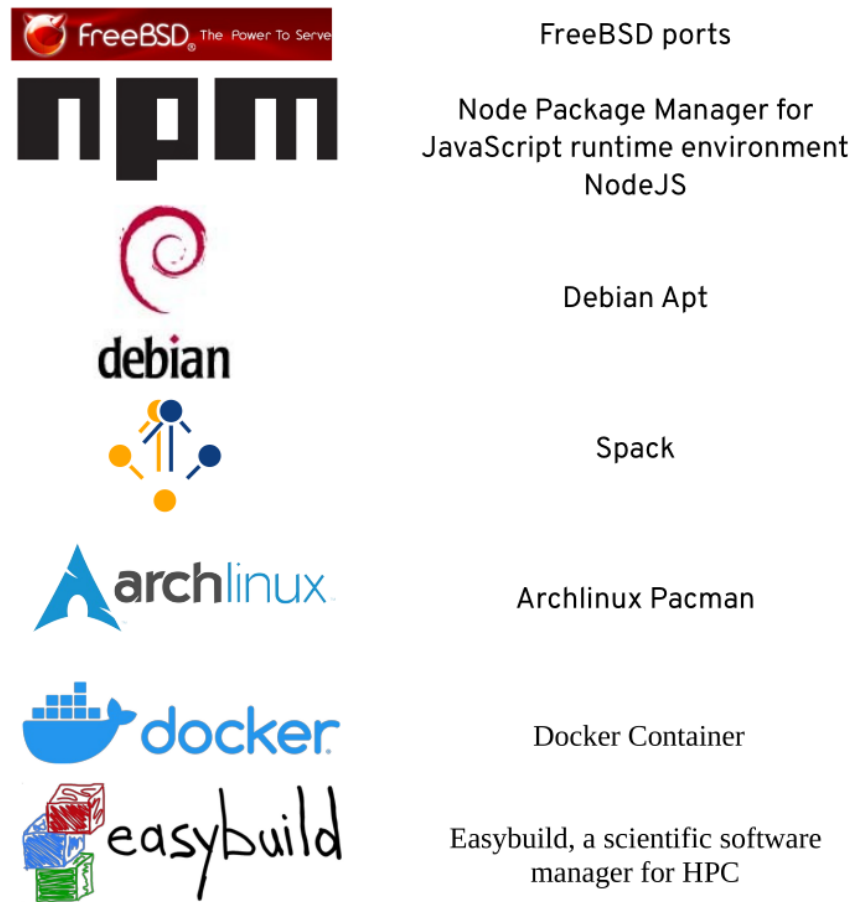 FreeBSD® The Power To Serve
FreeBSD ports
npm
Node Package Manager for
JavaScript runtime environment
NodeJS
debian
Debian Apt
Spack
archlinux
Archlinux Pacman
docker
Docker Container
easybuild
Easybuild, a scientific software
manager for HPC